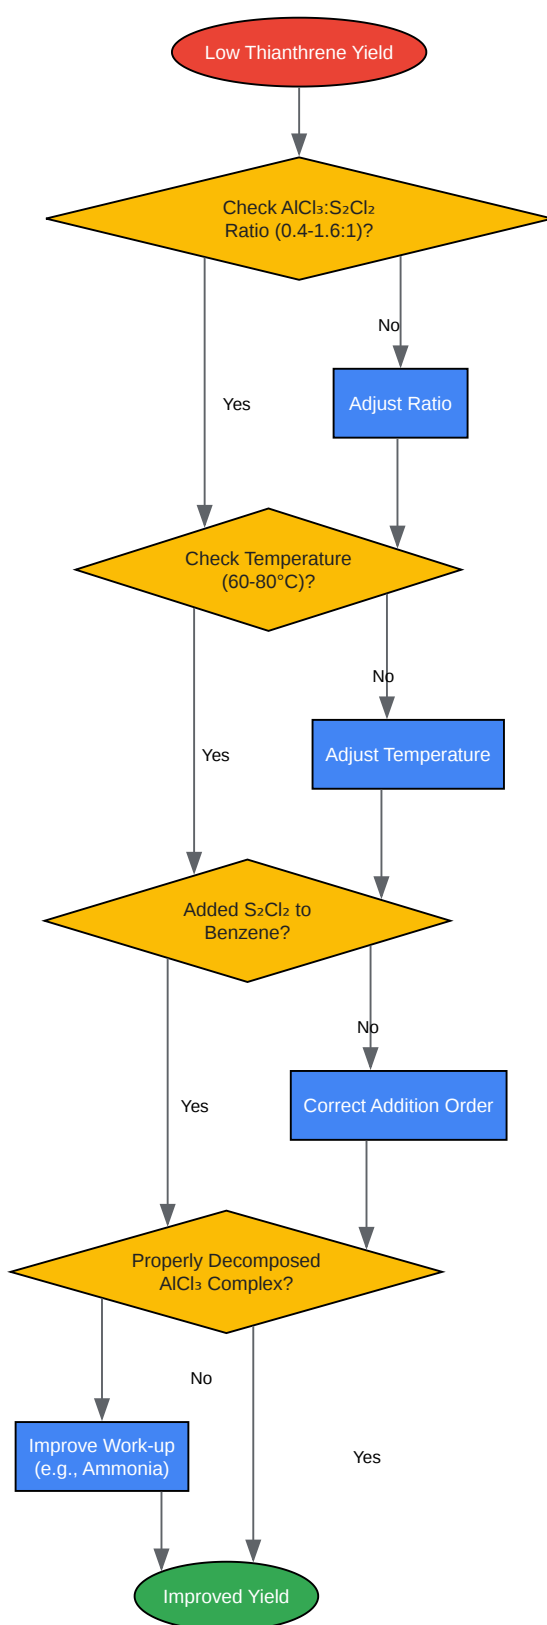 Low Thianthrene Yield
Check AlCl₃:S₂Cl₂
Ratio (0.4-1.6:1)?
No
Adjust Ratio
Yes
Check Temperature
(60-80°C)?
No
Adjust Temperature
Yes
Added S₂Cl₂ to
Benzene?
No
Correct Addition Order
Yes
Properly Decomposed
AlCl₃ Complex?
No
Improve Work-up
(e.g., Ammonia)
Yes
Improved Yield